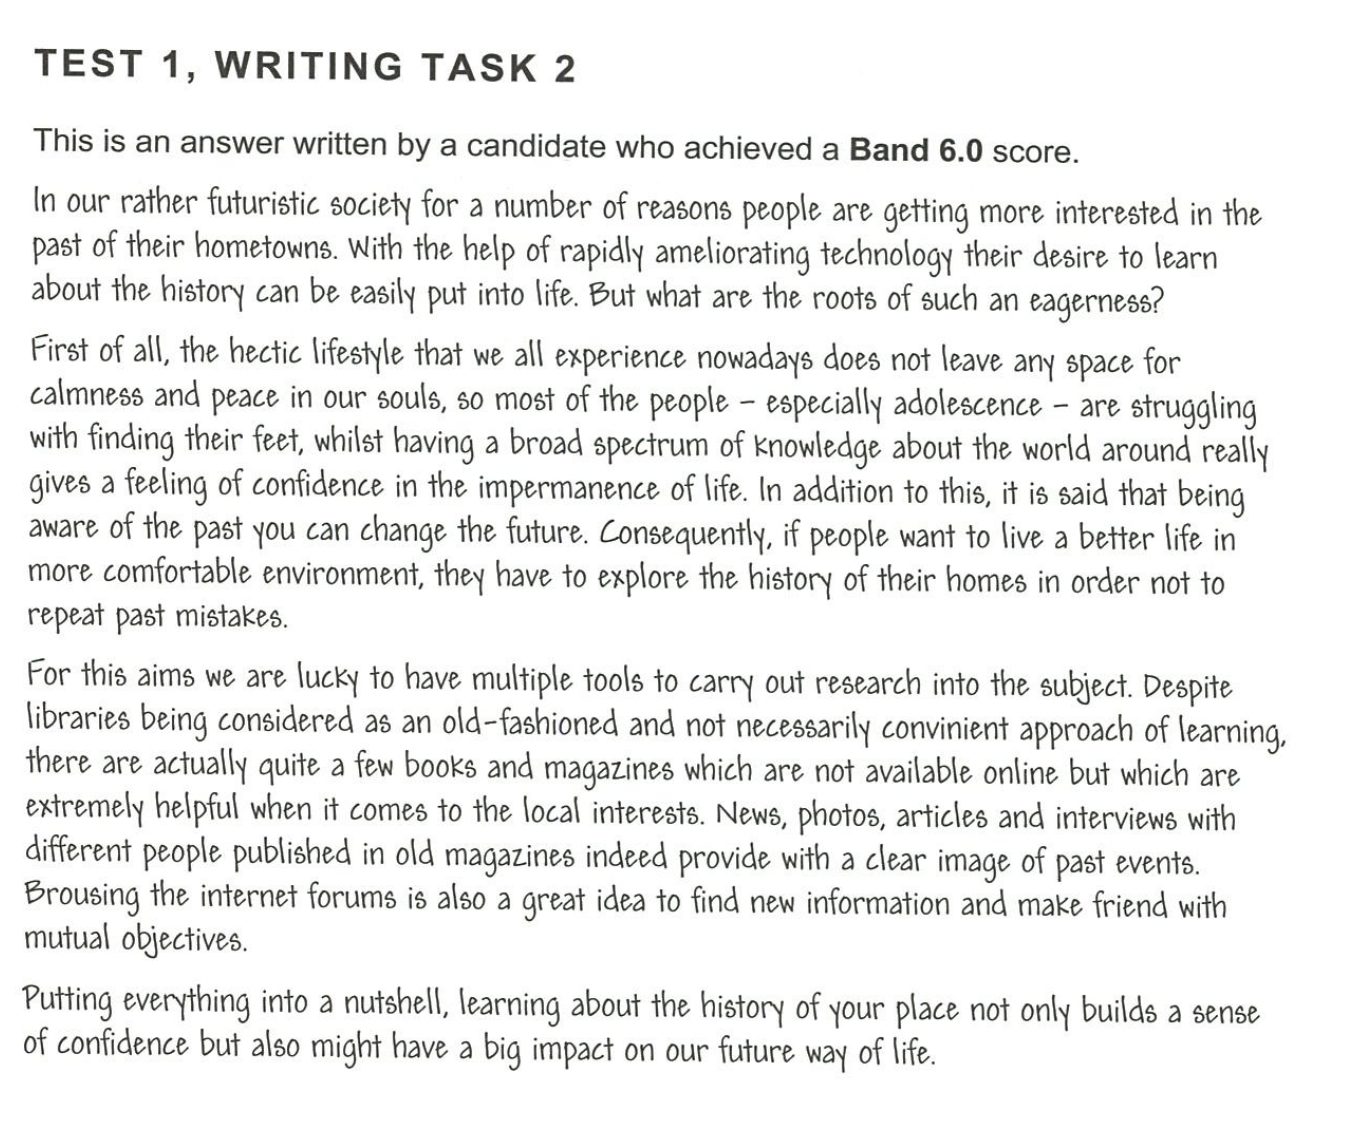 TEST 1, WRITING TASK 2
This is an answer written by a candidate who achieved a Band 6.0 score.
In our rather futuristic society for a number of reasons people are getting more interested in the
past of their hometowns. With the help of rapidly ameliorating technology their desire to learn
about the history can be easily put into life. But what are the roots of such an eagerness?
First of all, the hectic lifestyle that we all experience nowadays does not leave any space for
calmness and peace in our souls, so most of the people – especially adolescence – are struggling
with finding their feet, whilst having a broad spectrum of knowledge about the world around really
gives a feeling of confidence in the impermanence of life. In addition to this, it is said that being
aware of the past you can change the future. Consequently, if people want to live a better life in
more comfortable environment, they have to explore the history of their homes in order not to
repeat past mistakes.
For this aims we are lucky to have multiple tools to carry out research into the subject. Despite
libraries being considered as an old-fashioned and not necessarily convinient approach of learning,
there are actually quite a few books and magazines which are not available online but which are
extremely helpful when it comes to the local interests. News, photos, articles and interviews with
different people published in old magazines indeed provide with a clear image of past events.
Brousing the internet forums is also a great idea to find new information and make friend with
mutual objectives.
Putting everything into a nutshell, learning about the history of your place not only builds a sense
of confidence but also might have a big impact on our future way of life.